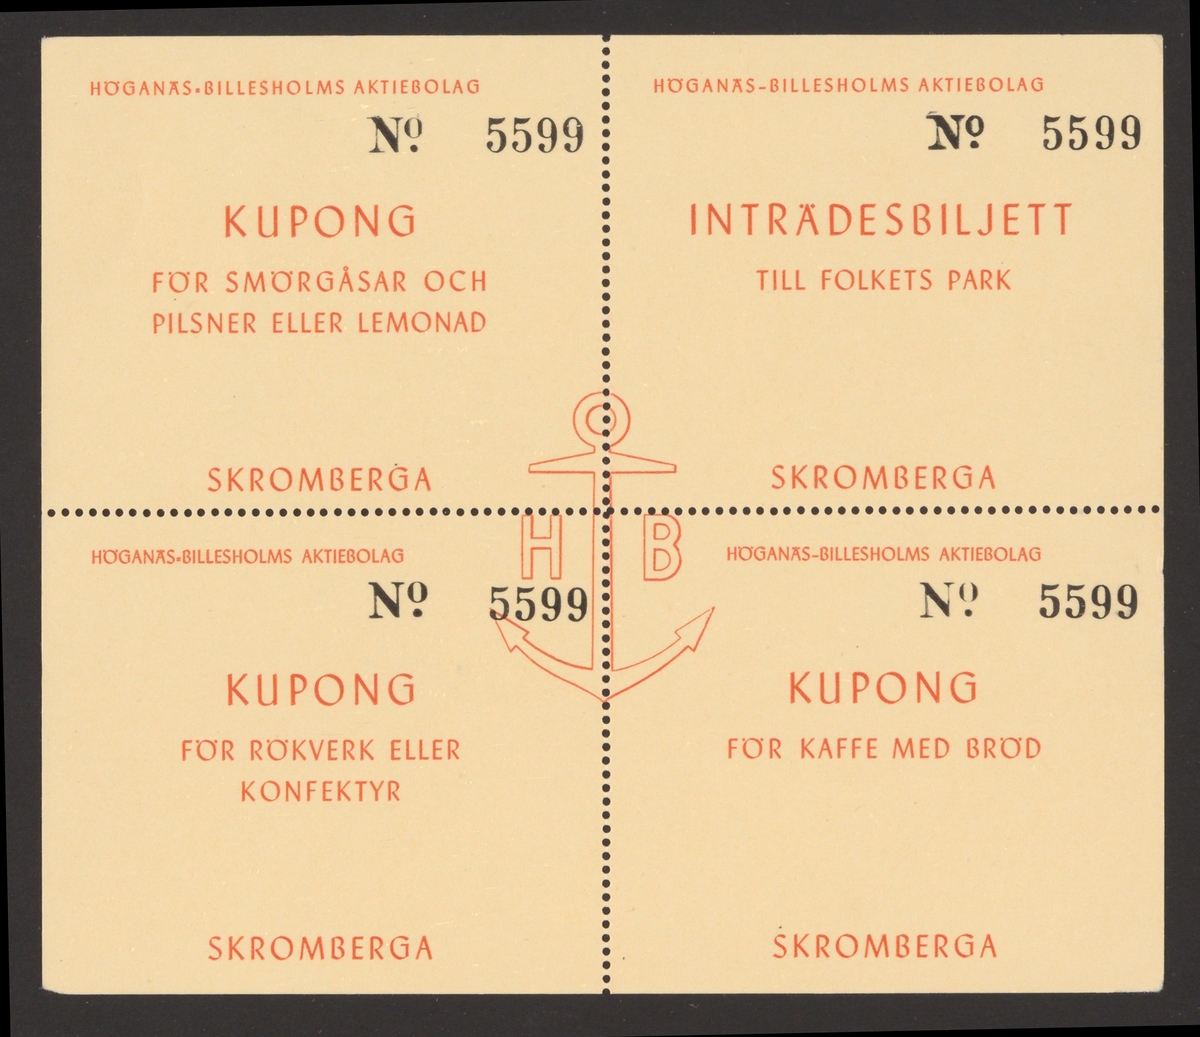 HÖGANÄS-BILLESHOLMS AKTIEBOLAG
Nº 5599
KUPONG
FÖR SMÖRGÅSAR OCH
PILSNER ELLER LEMONAD
SKROMBERGA
HÖGANÄS-BILLESHOLMS AKTIEBOLAG
Nº 5599
INTRÄDESBILJETT
TILL FOLKETS PARK
SKROMBERGA
H B
HÖGANÄS-BILLESHOLMS AKTIEBOLAG
Nº 5599
KUPONG
FÖR RÖKVERK ELLER
KONFEKTYR
SKROMBERGA
HÖGANÄS-BILLESHOLMS AKTIEBOLAG
Nº 5599
KUPONG
FÖR KAFFE MED BRÖD
SKROMBERGA